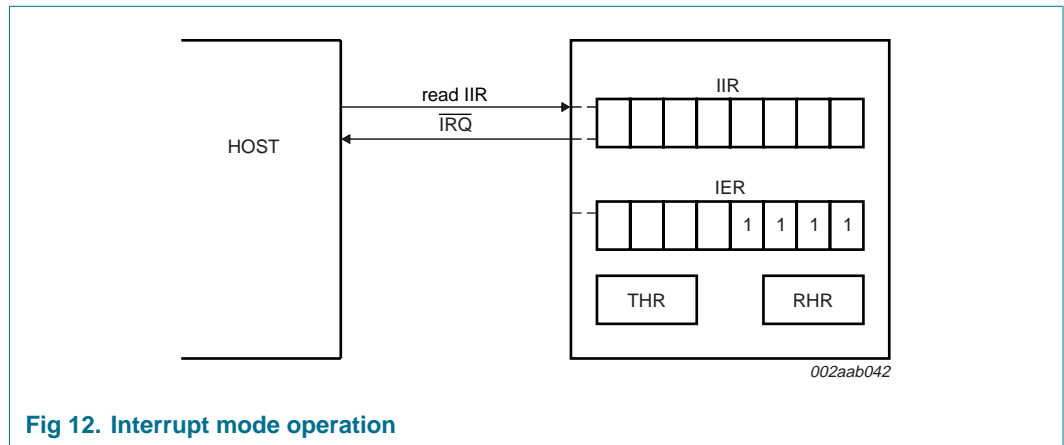 IIR
read IIR
IRQ
HOST
IER
1 1 1 1
THR RHR
002aab042
Fig 12. Interrupt mode operation